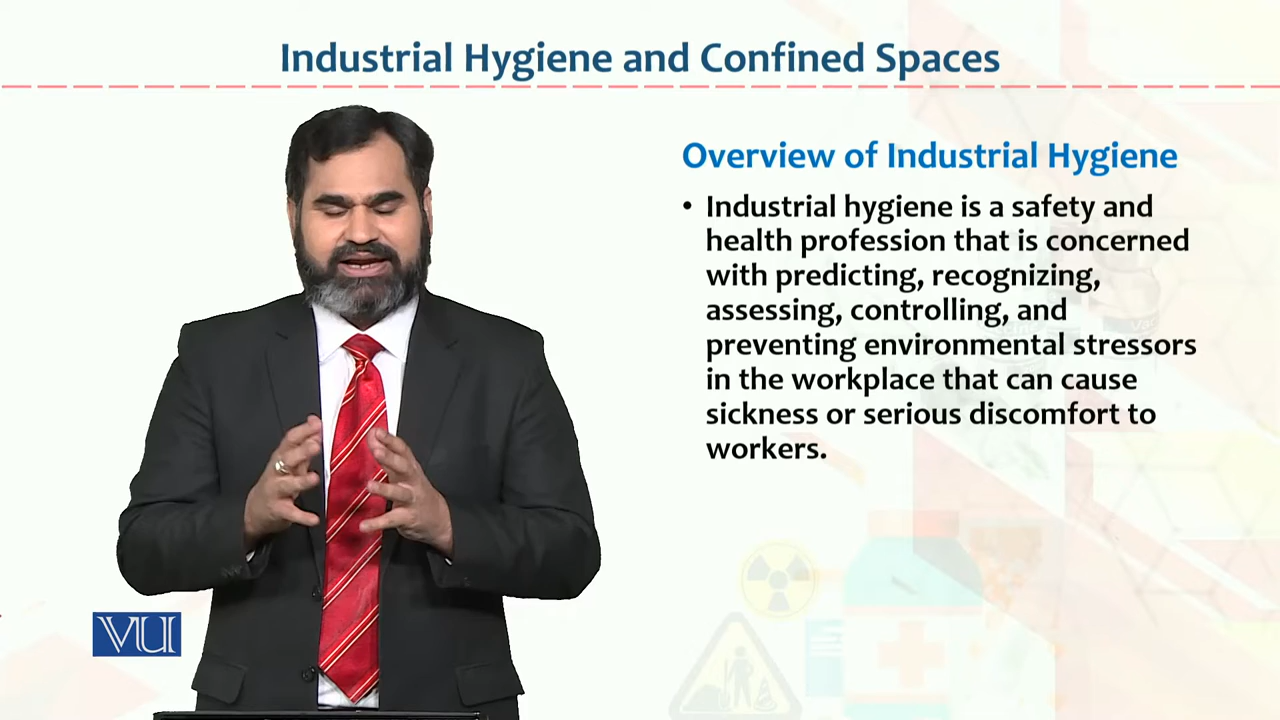 Industrial Hygiene and Confined Spaces
Overview of Industrial Hygiene
• Industrial hygiene is a safety and
health profession that is concerned
with predicting, recognizing,
assessing, controlling, and
preventing environmental stressors
in the workplace that can cause
sickness or serious discomfort to
workers.
VU